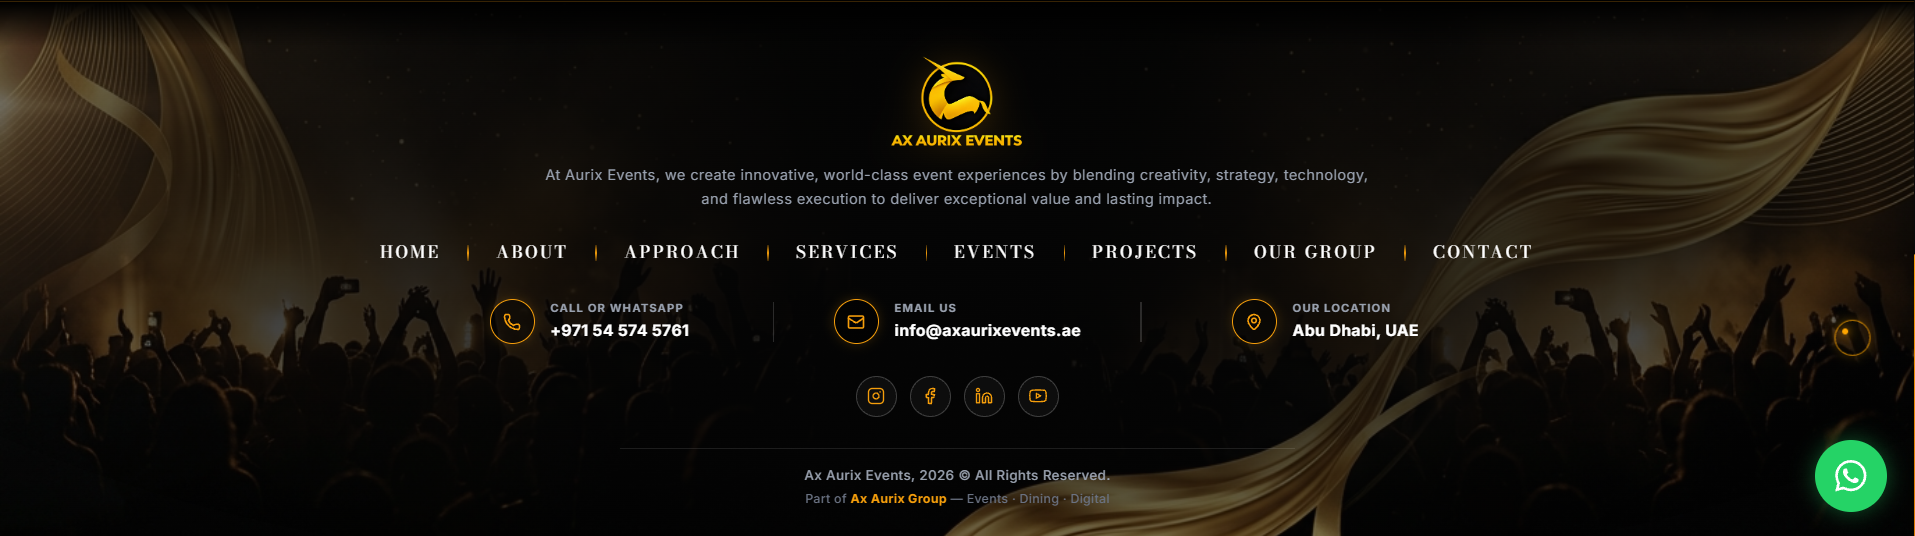 AX AURIX EVENTS
At Aurix Events, we create innovative, world-class event experiences by blending creativity, strategy, technology,
and flawless execution to deliver exceptional value and lasting impact.
HOME ABOUT APPROACH SERVICES EVENTS PROJECTS OUR GROUP CONTACT
CALL OR WHATSAPP
+971 54 574 5761
EMAIL US
info@axaurixevents.ae
OUR LOCATION
Abu Dhabi, UAE
Ax Aurix Events, 2026 © All Rights Reserved.
Part of Ax Aurix Group — Events · Dining · Digital